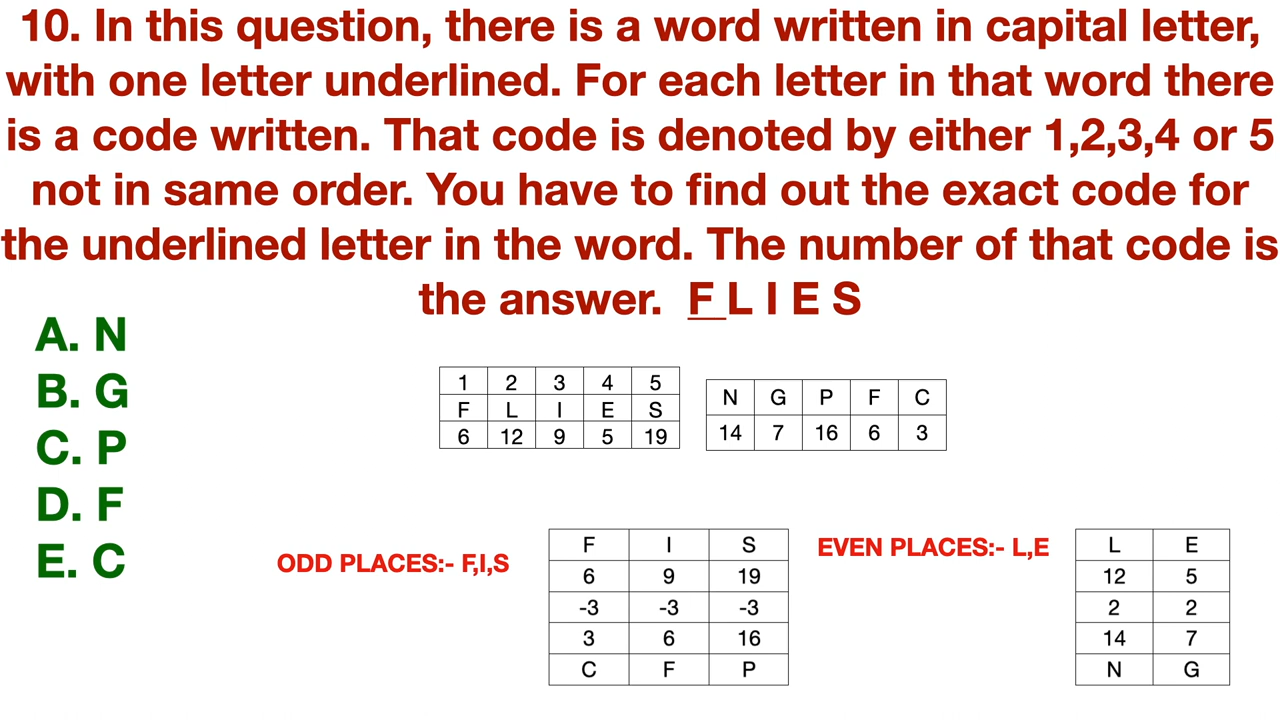 10. In this question, there is a word written in capital letter,
with one letter underlined. For each letter in that word there
is a code written. That code is denoted by either 1,2,3,4 or 5
not in same order. You have to find out the exact code for
the underlined letter in the word. The number of that code is
the answer. F L I E S
A. N
B. G
C. P
D. F
E. C
1 2 3 4 5
F L I E S
6 12 9 5 19
N G P F C
14 7 16 6 3
ODD PLACES:- F,I,S
F I S
6 9 19
-3 -3 -3
3 6 16
C F P
EVEN PLACES:- L,E
L E
12 5
2 2
14 7
N G